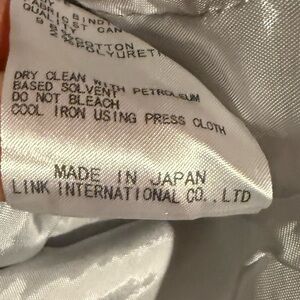 DRY CLEAN WITH PETROLEUM
BASED SOLVENT
DO NOT BLEACH
COOL IRON USING PRESS CLOTH
MADE IN JAPAN
LINK INTERNATIONAL CO.,LTD